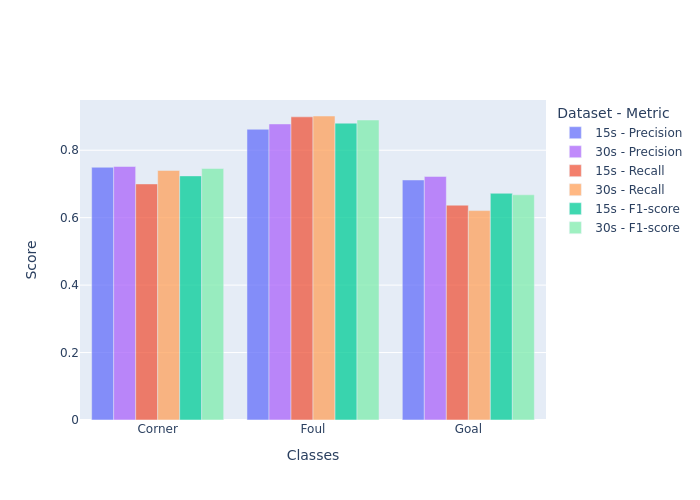 Dataset - Metric
15s - Precision
30s - Precision
15s - Recall
30s - Recall
15s - F1-score
30s - F1-score
Score
0.8
0.6
0.4
0.2
0
Corner Foul Goal
Classes